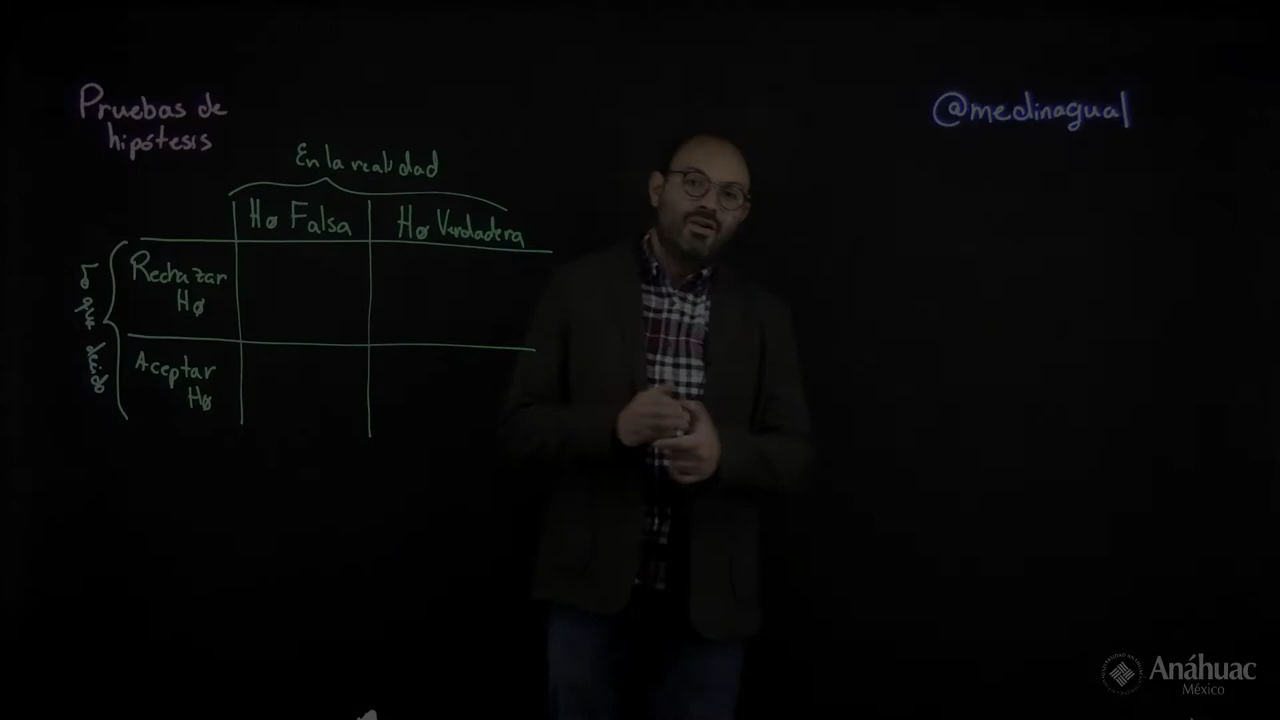 Pruebas de
hipótesis
@medinagual
En la realidad
Hø Falsa
Hø Verdadera
Rechazar
Hø
Aceptar
Hø
que decido
Anáhuac
México